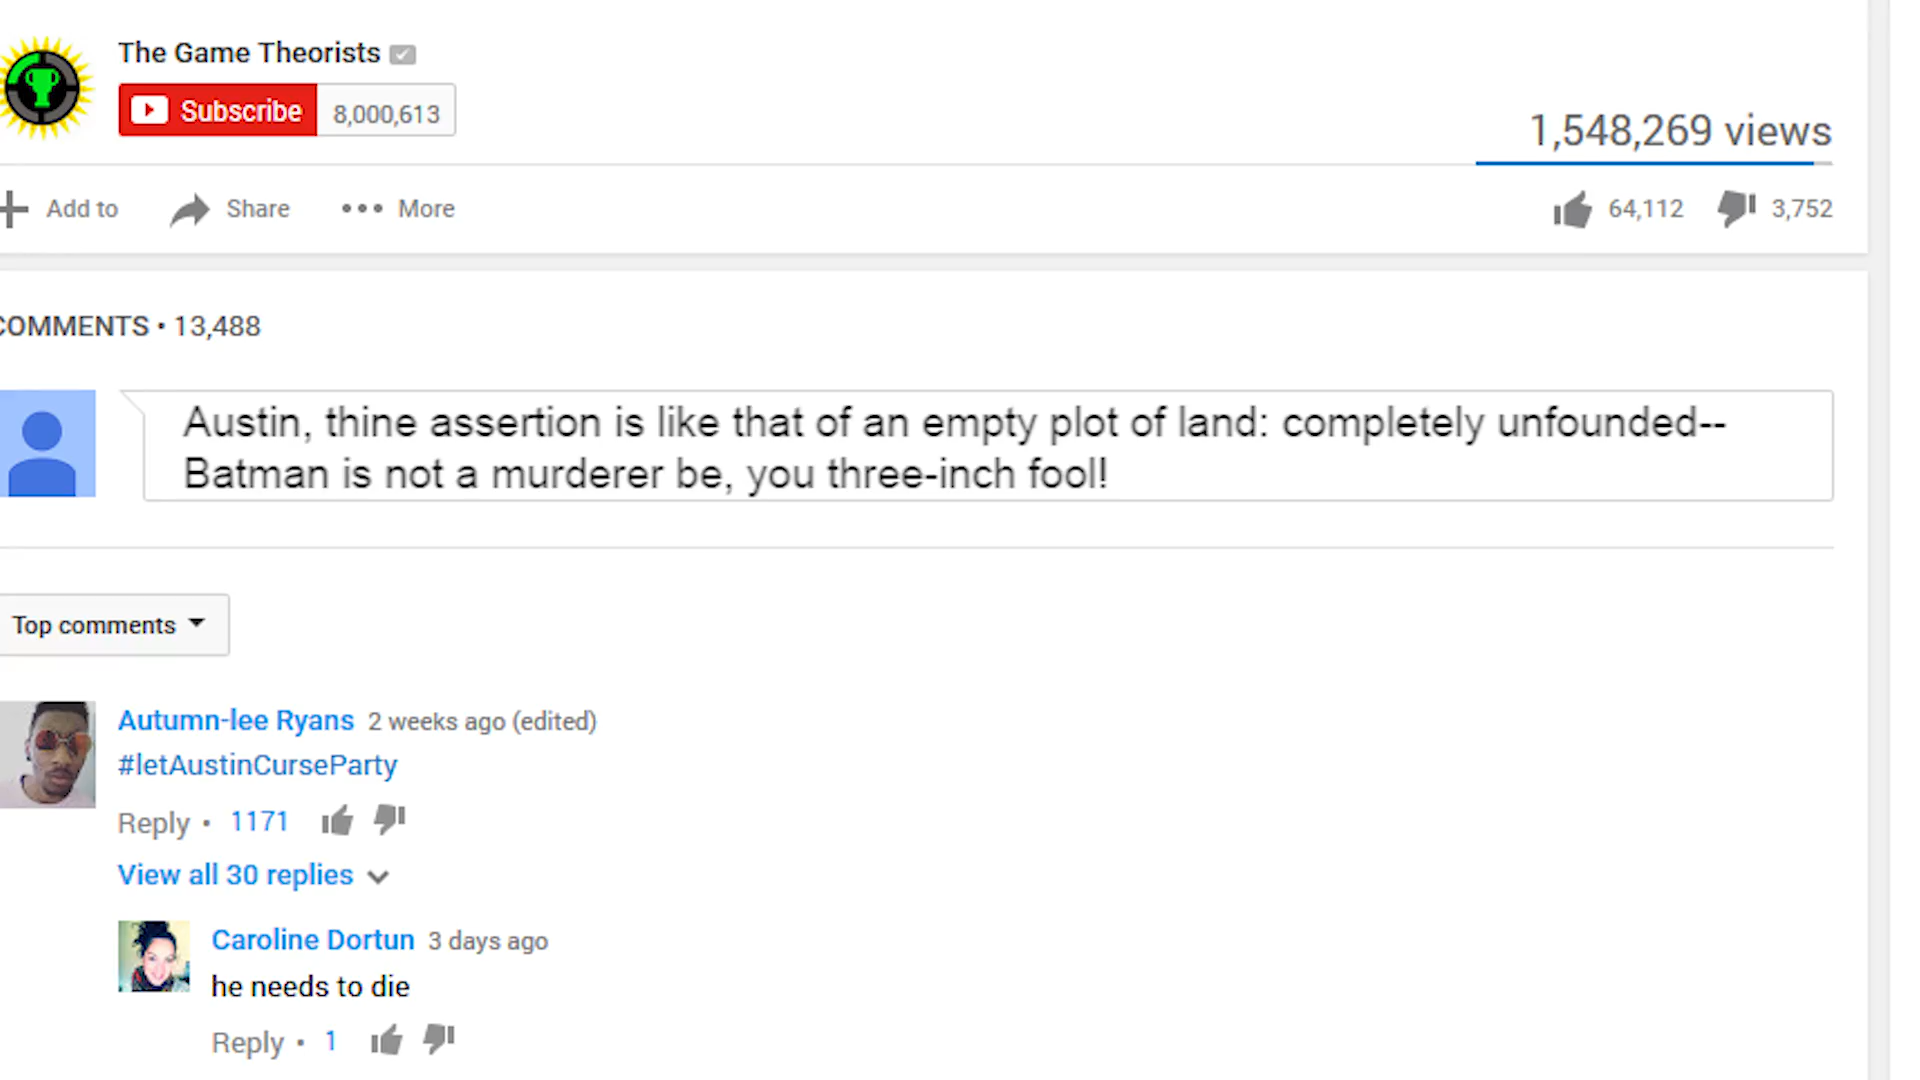 The Game Theorists
Subscribe 8,000,613
1,548,269 views
Add to Share More
64,112 3,752
COMMENTS • 13,488
Austin, thine assertion is like that of an empty plot of land: completely unfounded--
Batman is not a murderer be, you three-inch fool!
Top comments
Autumn-lee Ryans 2 weeks ago (edited)
#letAustinCurseParty
Reply • 1171
View all 30 replies
Caroline Dortun 3 days ago
he needs to die
Reply • 1